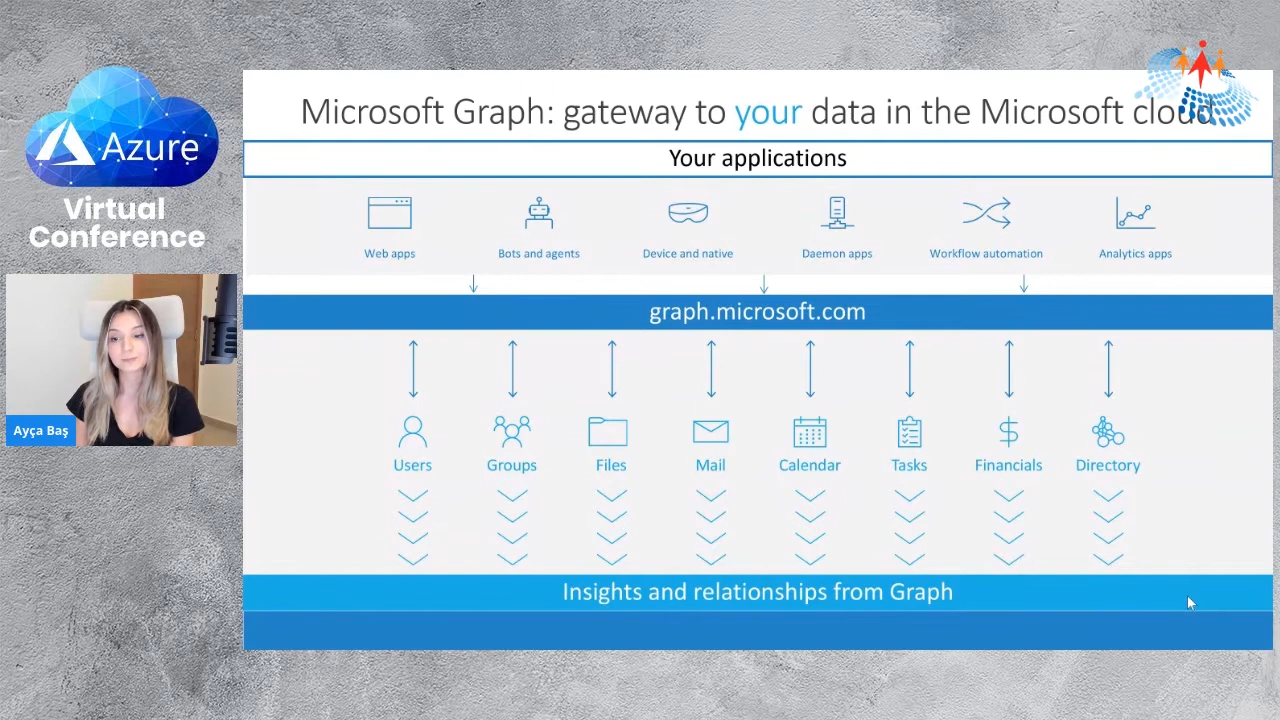 Azure
Virtual
Conference
Ayça Baş
Microsoft Graph: gateway to your data in the Microsoft cloud
Your applications
Web apps
Bots and agents
Device and native
Daemon apps
Workflow automation
Analytics apps
graph.microsoft.com
Users
Groups
Files
Mail
Calendar
Tasks
Financials
Directory
Insights and relationships from Graph